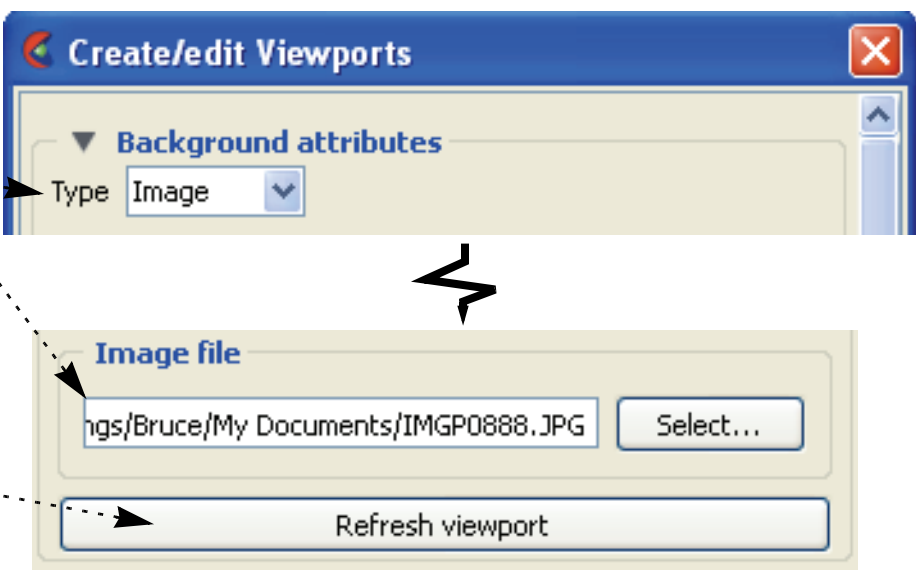 Create/edit Viewports
Background attributes
Type Image
Image file
ngs/Bruce/My Documents/IMGP0888.JPG Select...
Refresh viewport